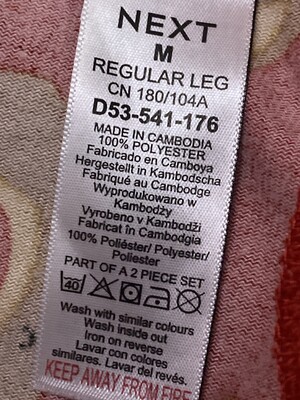 NEXT
M
REGULAR LEG
CN 180/104A
D53-541-176
MADE IN CAMBODIA
100% POLYESTER
Fabricado en Camboya
Hergestellt in Kambodscha
Fabriqué au Cambodge
Wyprodukowano w
Kambodży
Vyrobeno v Kambodži
Fabricat în Cambodgia
100% Poliéster/ Polyester/
Poliester
PART OF A 2 PIECE SET
40
Wash with similar colours
Wash inside out
Iron on reverse
Lavar con colores
similares. Lavar del revés.
KEEP AWAY FROM FIRE